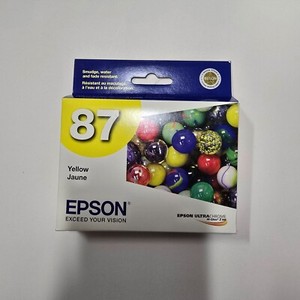 Smudge, water
and fade resistant
Résistant au maculage,
à l'eau et à la décoloration
87
Yellow
Jaune
EPSON
EXCEED YOUR VISION
EPSON ULTRACHROME